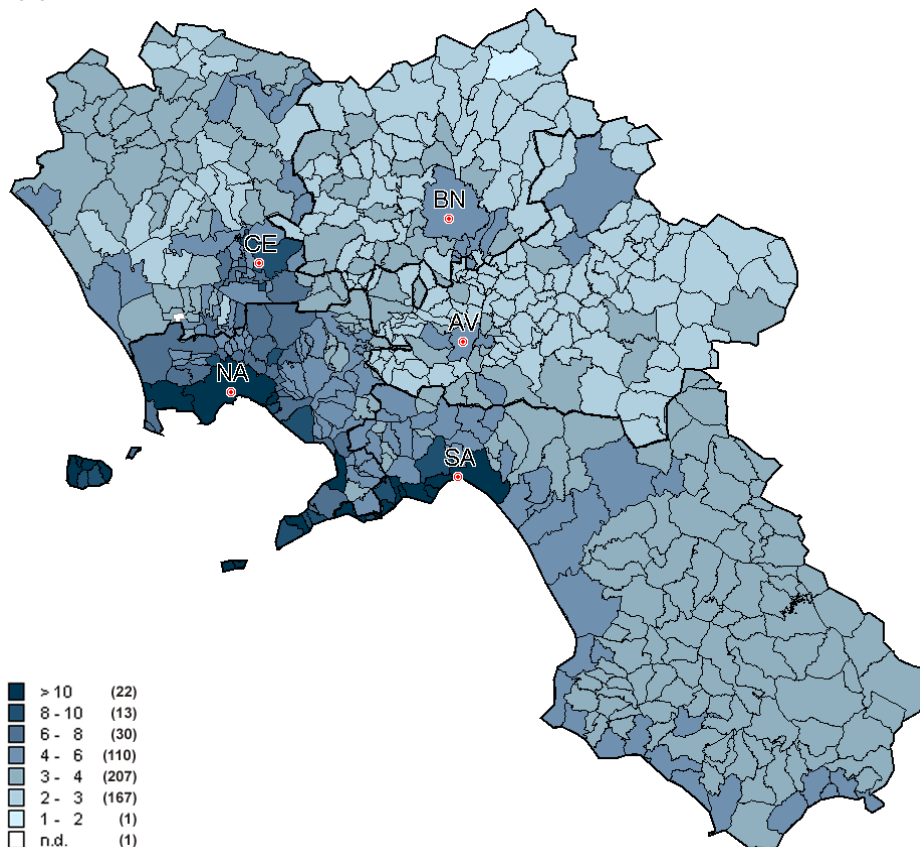 BN
CE
AV
NA
SA
> 10 (22)
8 - 10 (13)
6 - 8 (30)
4 - 6 (110)
3 - 4 (207)
2 - 3 (167)
1 - 2 (1)
n.d. (1)